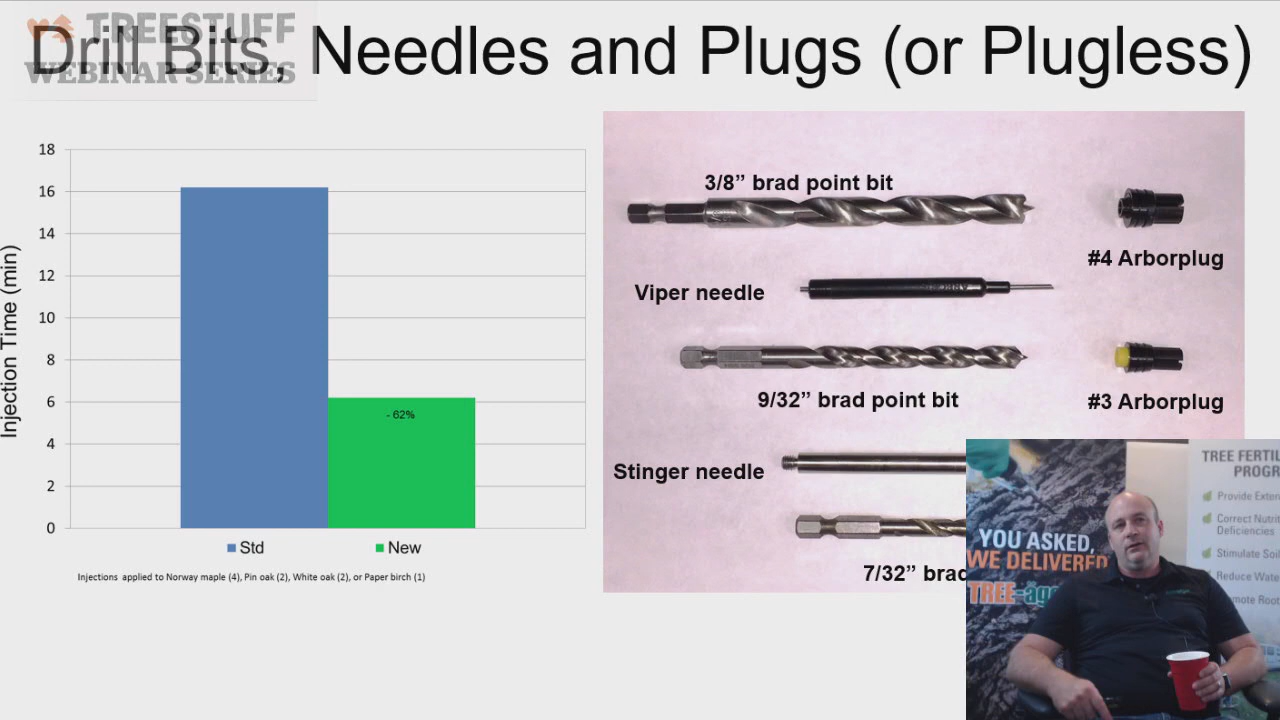 TREESTUFF
WEBINAR SERIES
Drill Bits, Needles and Plugs (or Plugless)
Injection Time (min)
18
16
14
12
10
8
6
4
2
0
- 62%
Std
New
Injections applied to Norway maple (4), Pin oak (2), White oak (2), or Paper birch (1)
3/8” brad point bit
#4 Arborplug
Viper needle
9/32” brad point bit
#3 Arborplug
Stinger needle
7/32” brad
YOU ASKED,
WE DELIVERED
TREE-äge
TREE FERTIL
PROGR
Provide Exten
Correct Nutri
Deficiencies
Stimulate Soil
Reduce Wate
mote Root